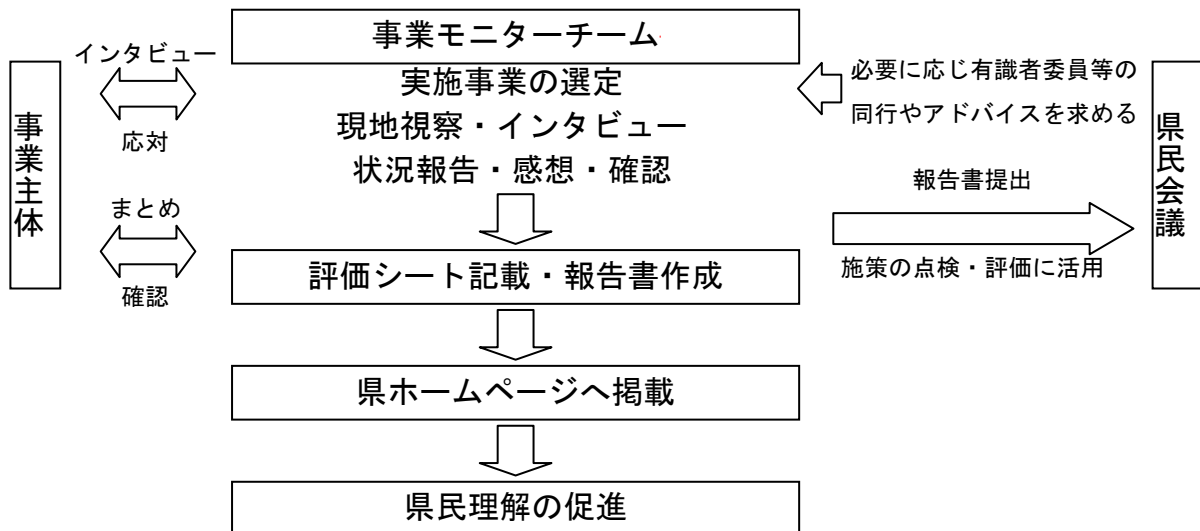 事業モニターチーム
インタビュー
応対
実施事業の選定
現地視察・インタビュー
状況報告・感想・確認
必要に応じ有識者委員等の
同行やアドバイスを求める
事業主体
県民会議
まとめ
確認
報告書提出
施策の点検・評価に活用
評価シート記載・報告書作成
県ホームページへ掲載
県民理解の促進